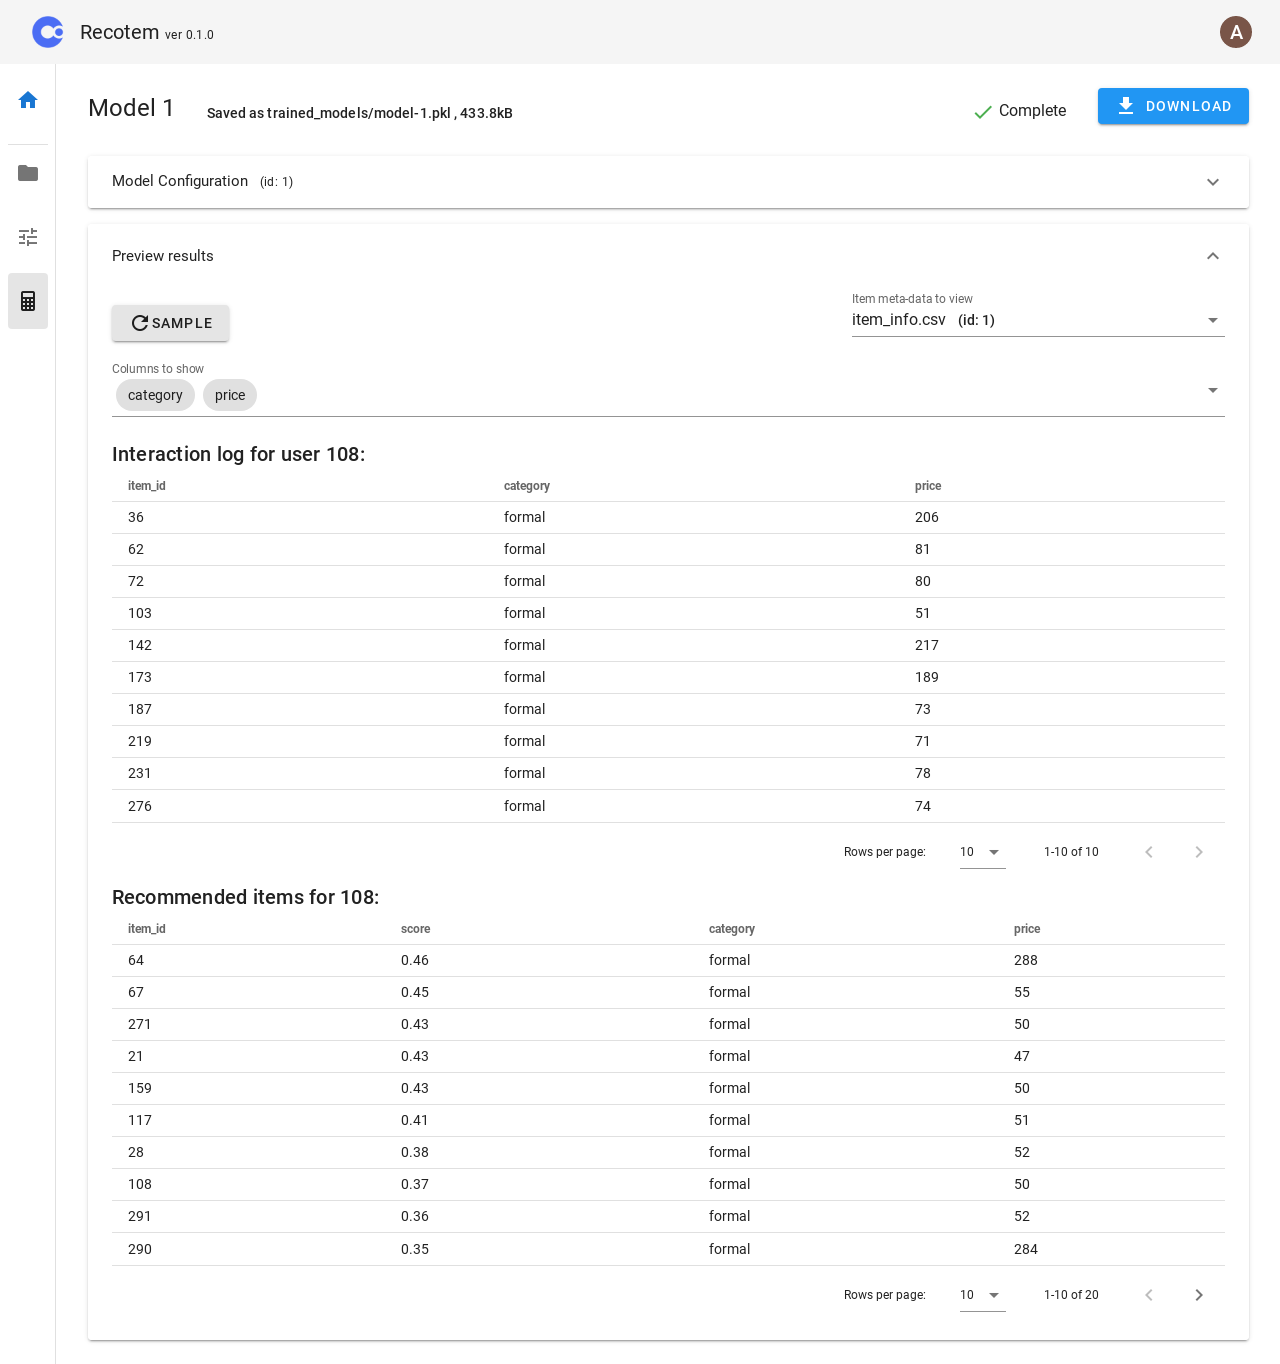 Recotem ver 0.1.0
A
Model 1 Saved as trained_models/model-1.pkl , 433.8kB Complete DOWNLOAD
Model Configuration (id: 1)
Preview results
Item meta-data to view
SAMPLE item_info.csv (id: 1)
Columns to show
category price
Interaction log for user 108:
item_id category price
36 formal 206
62 formal 81
72 formal 80
103 formal 51
142 formal 217
173 formal 189
187 formal 73
219 formal 71
231 formal 78
276 formal 74
Rows per page: 10 1-10 of 10
Recommended items for 108:
item_id score category price
64 0.46 formal 288
67 0.45 formal 55
271 0.43 formal 50
21 0.43 formal 47
159 0.43 formal 50
117 0.41 formal 51
28 0.38 formal 52
108 0.37 formal 50
291 0.36 formal 52
290 0.35 formal 284
Rows per page: 10 1-10 of 20